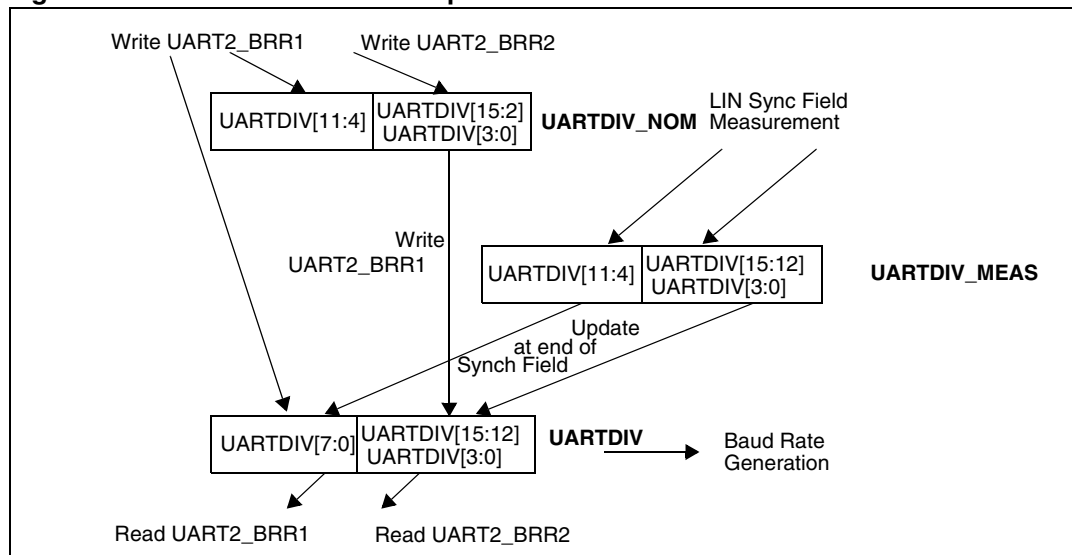 Write UART2_BRR1
Write UART2_BRR2
UARTDIV[11:4]
UARTDIV[15:2]
UARTDIV[3:0]
UARTDIV_NOM
LIN Sync Field
Measurement
Write
UART2_BRR1
UARTDIV[11:4]
UARTDIV[15:12]
UARTDIV[3:0]
UARTDIV_MEAS
Update
at end of
Synch Field
UARTDIV[7:0]
UARTDIV[15:12]
UARTDIV[3:0]
UARTDIV
Baud Rate
Generation
Read UART2_BRR1
Read UART2_BRR2